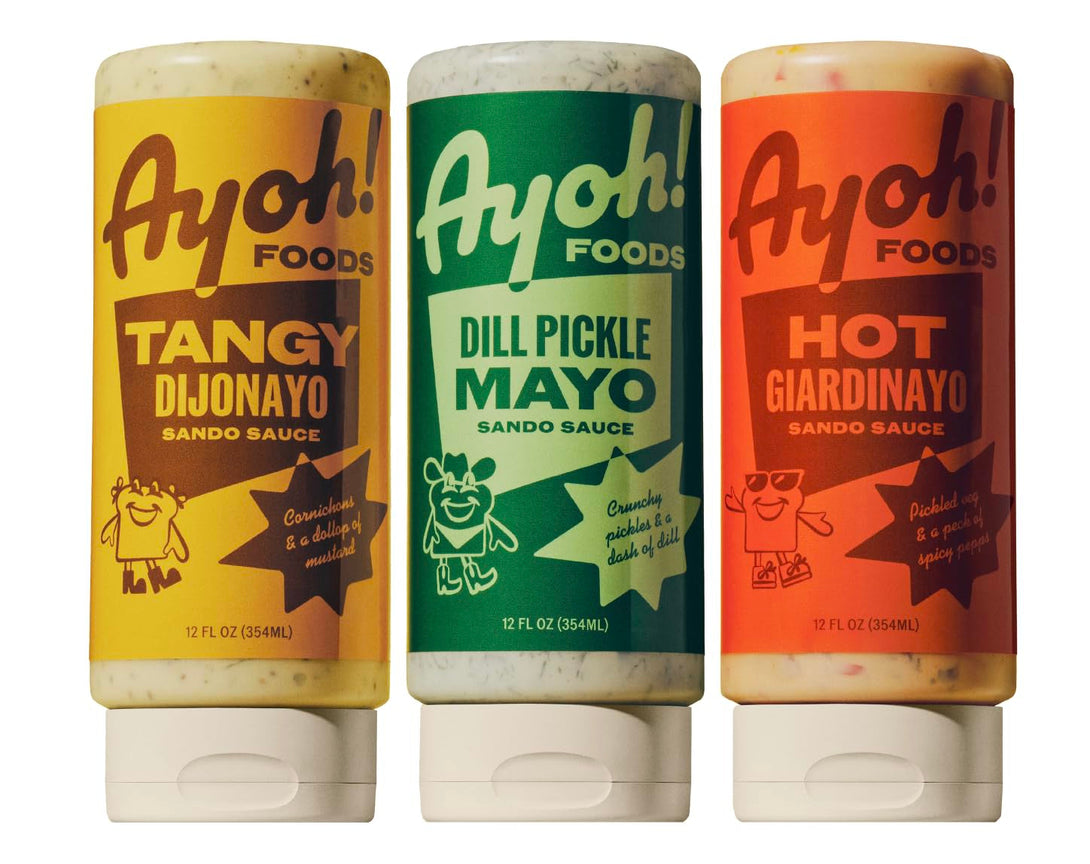 Ayoh!
FOODS
TANGY
DIJONAYO
SANDO SAUCE
Cornichons
& a dollop of
mustard
12 FL OZ (354ML)
Ayoh!
FOODS
DILL PICKLE
MAYO
SANDO SAUCE
Crunchy
pickles & a
dash of dill
12 FL OZ (354ML)
Ayoh!
FOODS
HOT
GIARDINAYO
SANDO SAUCE
Pickled veg
& a peck of
spicy pepps
12 FL OZ (354ML)